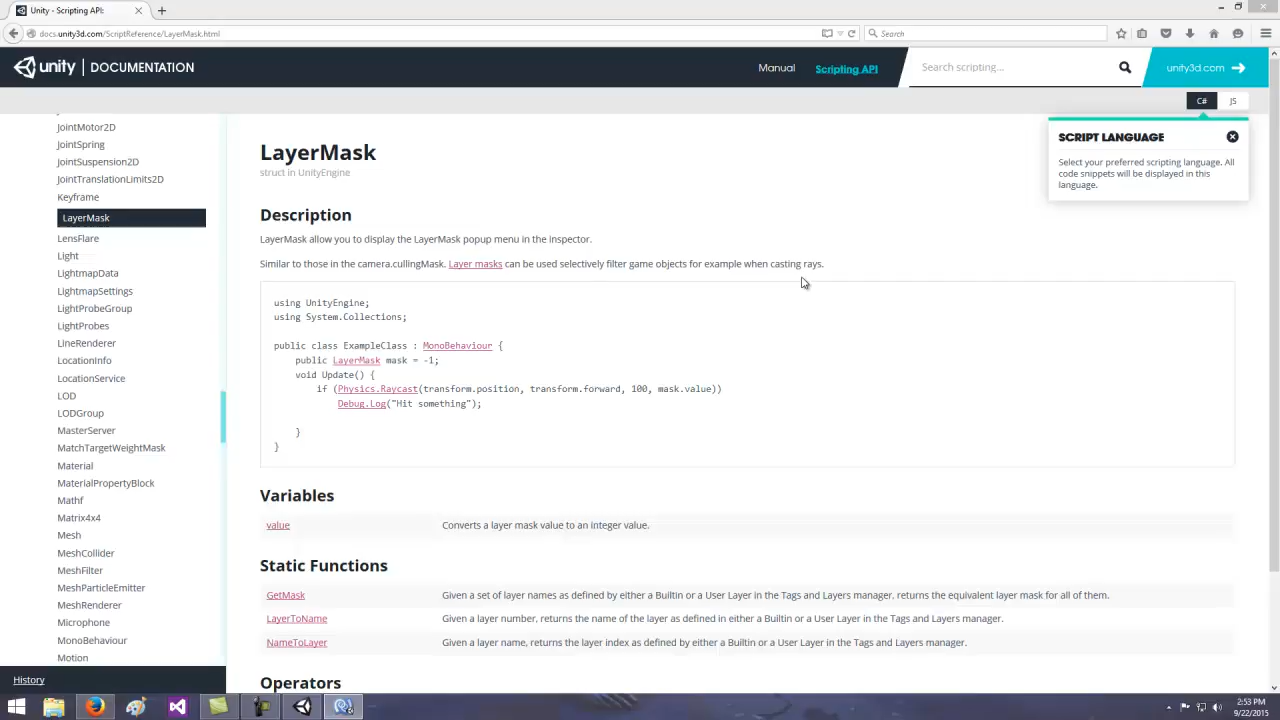 Unity - Scripting API:
docs.unity3d.com/ScriptReference/LayerMask.html
Search
unity | DOCUMENTATION
Manual
Scripting API
Search scripting...
unity3d.com
C#
JS
SCRIPT LANGUAGE
Select your preferred scripting language. All
code snippets will be displayed in this
language.
JointMotor2D
JointSpring
JointSuspension2D
JointTranslationLimits2D
Keyframe
LayerMask
LensFlare
Light
LightmapData
LightmapSettings
LightProbeGroup
LightProbes
LineRenderer
LocationInfo
LocationService
LOD
LODGroup
MasterServer
MatchTargetWeightMask
Material
MaterialPropertyBlock
Mathf
Matrix4x4
Mesh
MeshCollider
MeshFilter
MeshParticleEmitter
MeshRenderer
Microphone
MonoBehaviour
Motion
History
LayerMask
struct in UnityEngine
Description
LayerMask allow you to display the LayerMask popup menu in the inspector.
Similar to those in the camera.cullingMask. Layer masks can be used selectively filter game objects for example when casting rays.
using UnityEngine;
using System.Collections;
public class ExampleClass : MonoBehaviour {
public LayerMask mask = -1;
void Update() {
if (Physics.Raycast(transform.position, transform.forward, 100, mask.value))
Debug.Log("Hit something");
}
}
Variables
value Converts a layer mask value to an integer value.
Static Functions
GetMask Given a set of layer names as defined by either a Builtin or a User Layer in the Tags and Layers manager, returns the equivalent layer mask for all of them.
LayerToName Given a layer number, returns the name of the layer as defined in either a Builtin or a User Layer in the Tags and Layers manager.
NameToLayer Given a layer name, returns the layer index as defined by either a Builtin or a User Layer in the Tags and Layers manager.
Operators
2:53 PM
9/22/2015